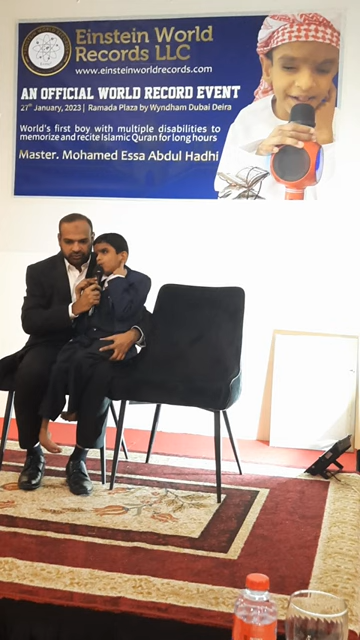 Einstein World
Records LLC
www.einsteinworldrecords.com
AN OFFICIAL WORLD RECORD EVENT
27th January, 2023 | Ramada Plaza by Wyndham Dubai Deira
World's first boy with multiple disabilities to
memorize and recite Islamic Quran for long hours
Master. Mohamed Essa Abdul Hadhi